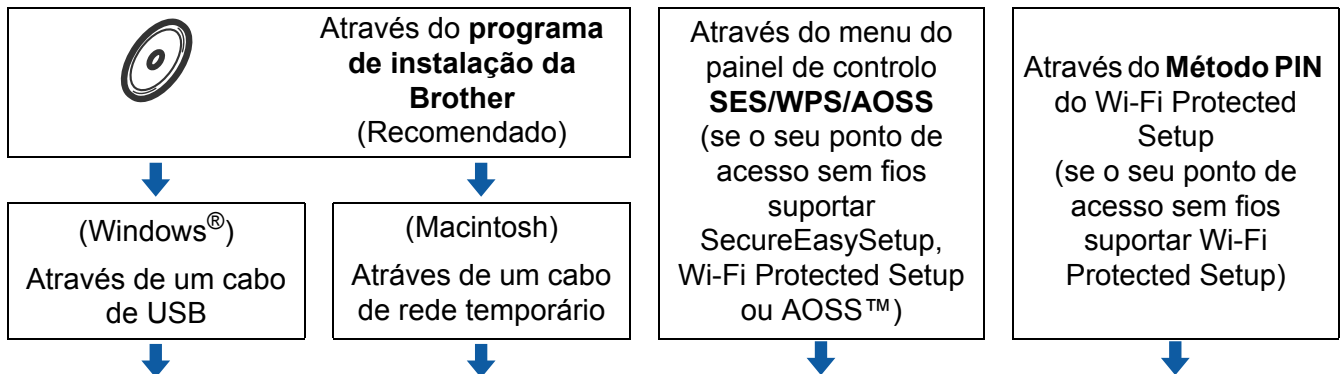 Através do programa
de instalação da
Brother
(Recomendado)
(Windows®)
Através de um cabo
de USB
(Macintosh)
Atráves de um cabo
de rede temporário
Através do menu do
painel de controlo
SES/WPS/AOSS
(se o seu ponto de
acesso sem fios
suportar
SecureEasySetup,
Wi-Fi Protected Setup
ou AOSS™)
Através do Método PIN
do Wi-Fi Protected
Setup
(se o seu ponto de
acesso sem fios
suportar Wi-Fi
Protected Setup)